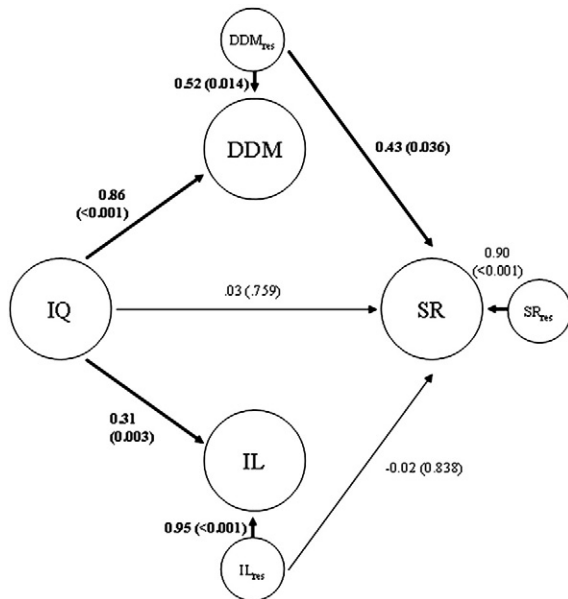 DDMres
0.52 (0.014)
DDM
0.43 (0.036)
0.86
(<0.001)
0.90
(<0.001)
IQ
.03 (.759)
SR
SRres
0.31
(0.003)
IL
-0.02 (0.838)
0.95 (<0.001)
ILres